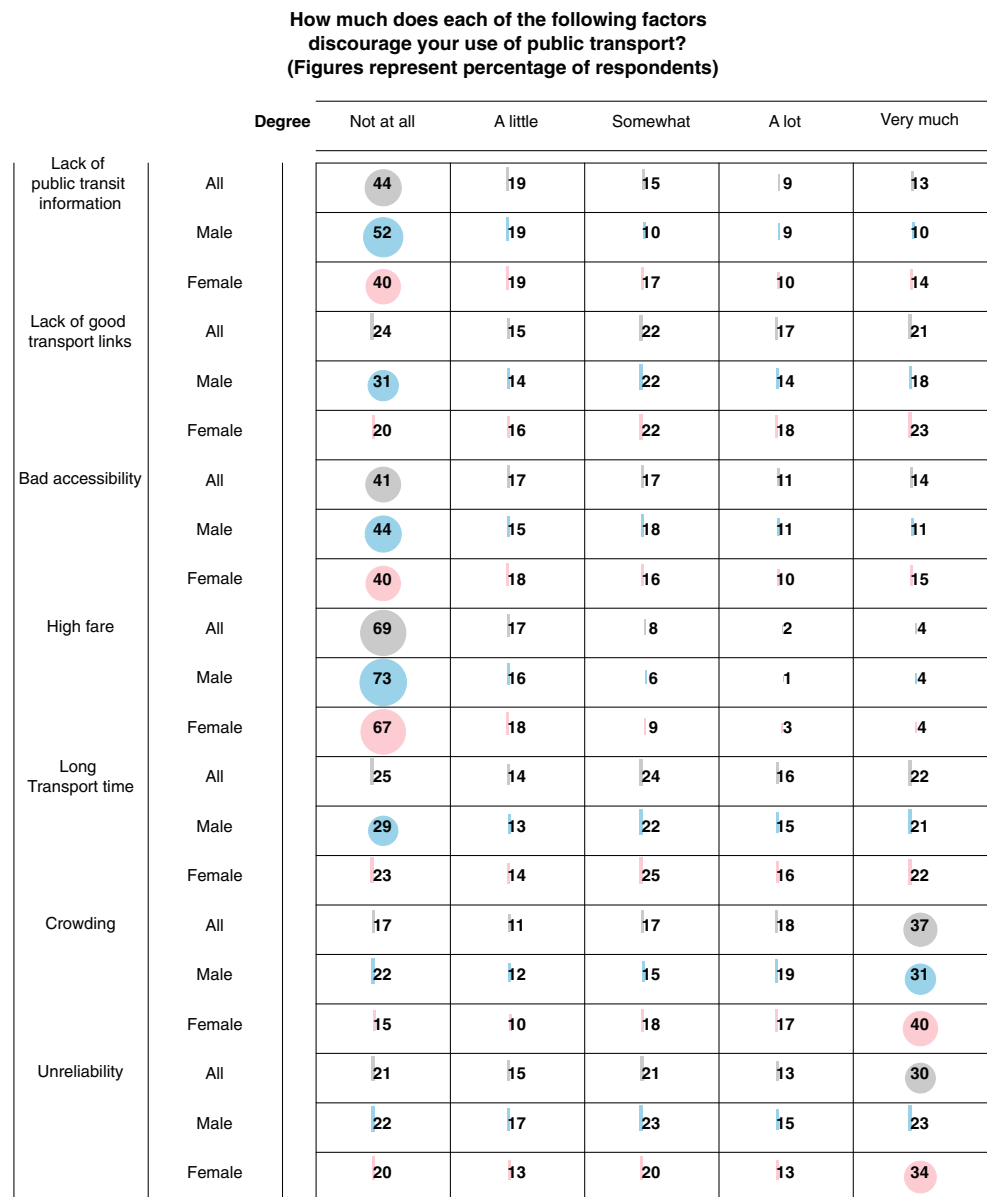 How much does each of the following factors
discourage your use of public transport?
(Figures represent percentage of respondents)
Degree Not at all A little Somewhat A lot Very much
Lack of
public transit
information
All 44 19 15 9 13
Male 52 19 10 9 10
Female 40 19 17 10 14
Lack of good
transport links
All 24 15 22 17 21
Male 31 14 22 14 18
Female 20 16 22 18 23
Bad accessibility All 41 17 17 11 14
Male 44 15 18 11 11
Female 40 18 16 10 15
High fare All 69 17 8 2 4
Male 73 16 6 1 4
Female 67 18 9 3 4
Long
Transport time
All 25 14 24 16 22
Male 29 13 22 15 21
Female 23 14 25 16 22
Crowding All 17 11 17 18 37
Male 22 12 15 19 31
Female 15 10 18 17 40
Unreliability All 21 15 21 13 30
Male 22 17 23 15 23
Female 20 13 20 13 34